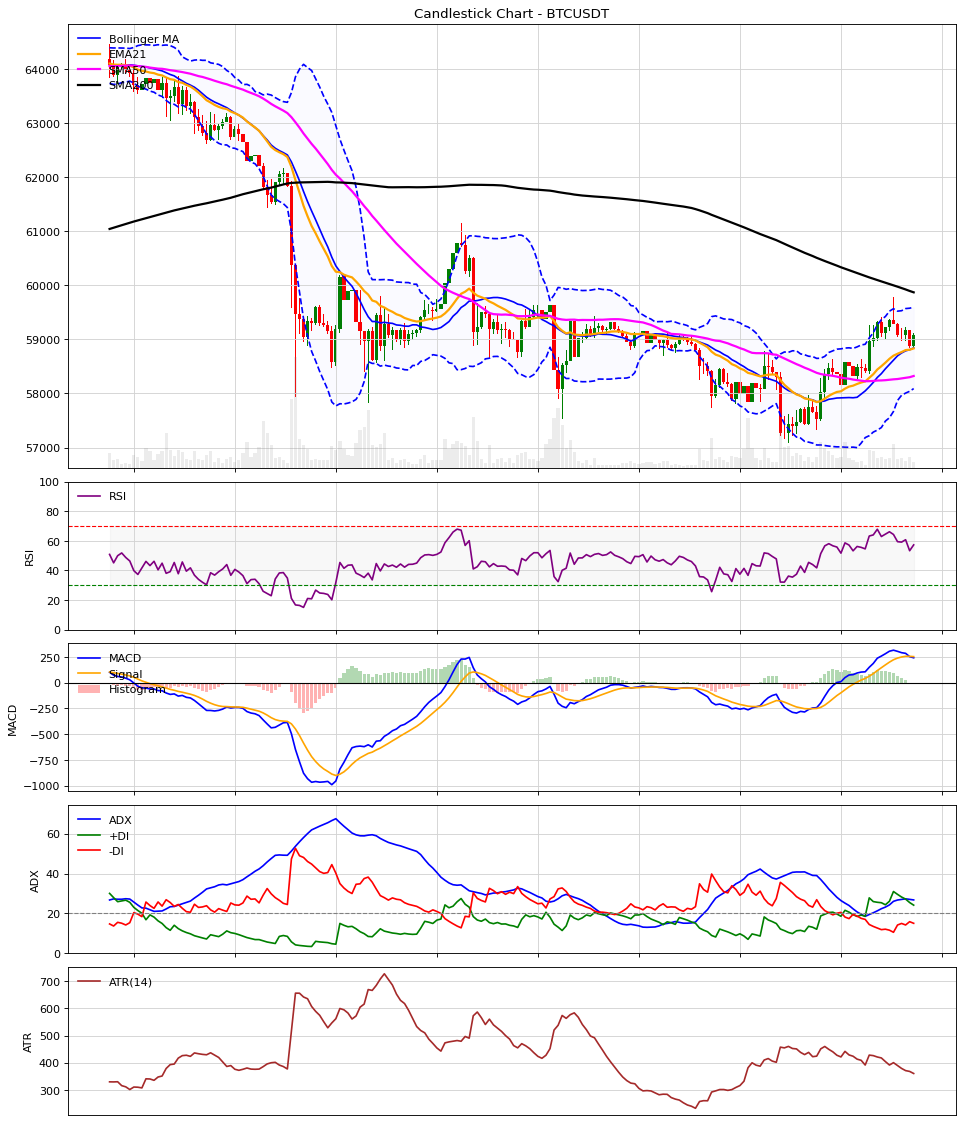 Candlestick Chart - BTCUSDT
Bollinger MA
EMA21
SMA50
SMA200
64000
63000
62000
61000
60000
59000
58000
57000
RSI
RSI
100
80
60
40
20
0
MACD
Signal
Histogram
MACD
250
0
−250
−500
−750
−1000
ADX
+DI
-DI
ADX
60
40
20
0
ATR(14)
ATR
700
600
500
400
300